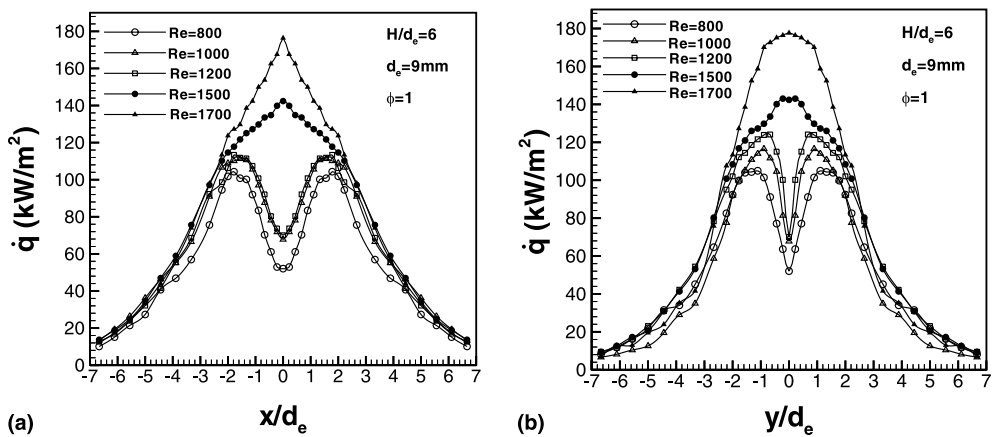 180
160
140
120
100
80
60
40
20
0
q̇ (kW/m²)
Re=800
Re=1000
Re=1200
Re=1500
Re=1700
H/dₑ=6
dₑ=9mm
ϕ=1
-7 -6 -5 -4 -3 -2 -1 0 1 2 3 4 5 6 7
(a)
x/dₑ
180
160
140
120
100
80
60
40
20
0
q̇ (kW/m²)
Re=800
Re=1000
Re=1200
Re=1500
Re=1700
H/dₑ=6
dₑ=9mm
ϕ=1
-7 -6 -5 -4 -3 -2 -1 0 1 2 3 4 5 6 7
(b)
y/dₑ